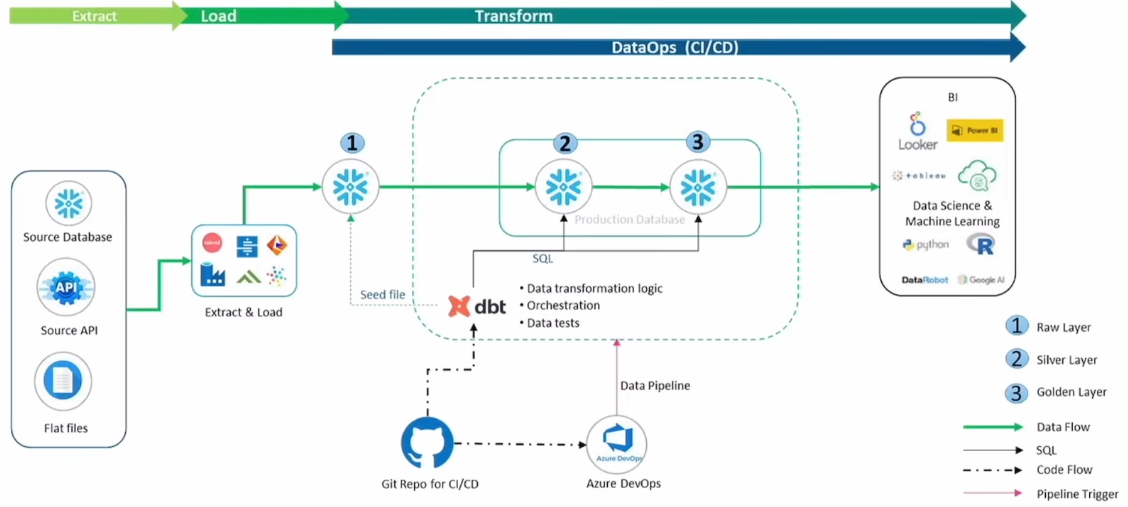 Extract
Load
Transform
DataOps (CI/CD)
BI
Looker
Power BI
+ableau
Data Science &
Machine Learning
python
R
DataRobot
Google AI
1
2
3
Production Database
Source Database
API
Source API
Flat files
Extract & Load
SQL
Seed file
dbt
• Data transformation logic
• Orchestration
• Data tests
Data Pipeline
Git Repo for CI/CD
Azure DevOps
Azure DevOps
1 Raw Layer
2 Silver Layer
3 Golden Layer
Data Flow
SQL
Code Flow
Pipeline Trigger